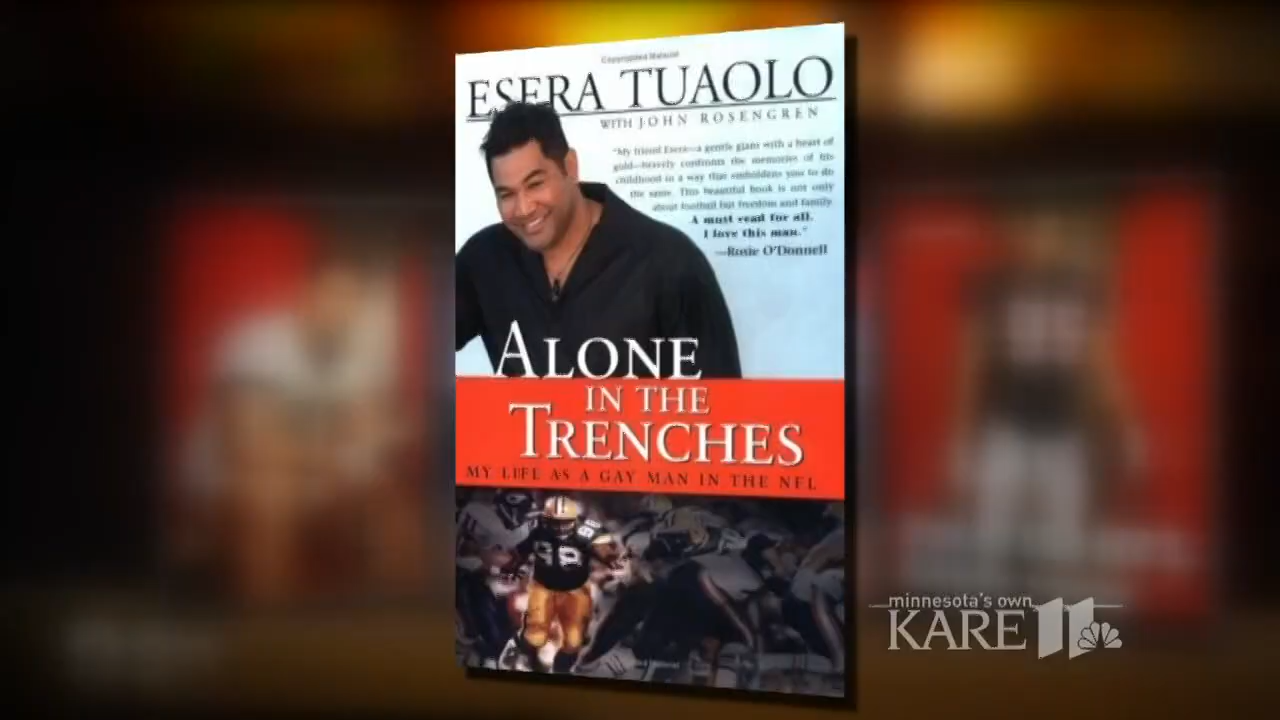 Copyrighted Material
ESERA TUAOLO
WITH JOHN ROSENGREN
"My friend Esera—a gentle giant with a heart of
gold—bravely confronts the memories of his
childhood in a way that emboldens you to do
the same. This beautiful book is not only
about football but freedom and family.
A must read for all.
I love this man."
—Rosie O'Donnell
ALONE
IN THE
TRENCHES
MY LIFE AS A GAY MAN IN THE NFL
98
minnesota's own
KARE 11